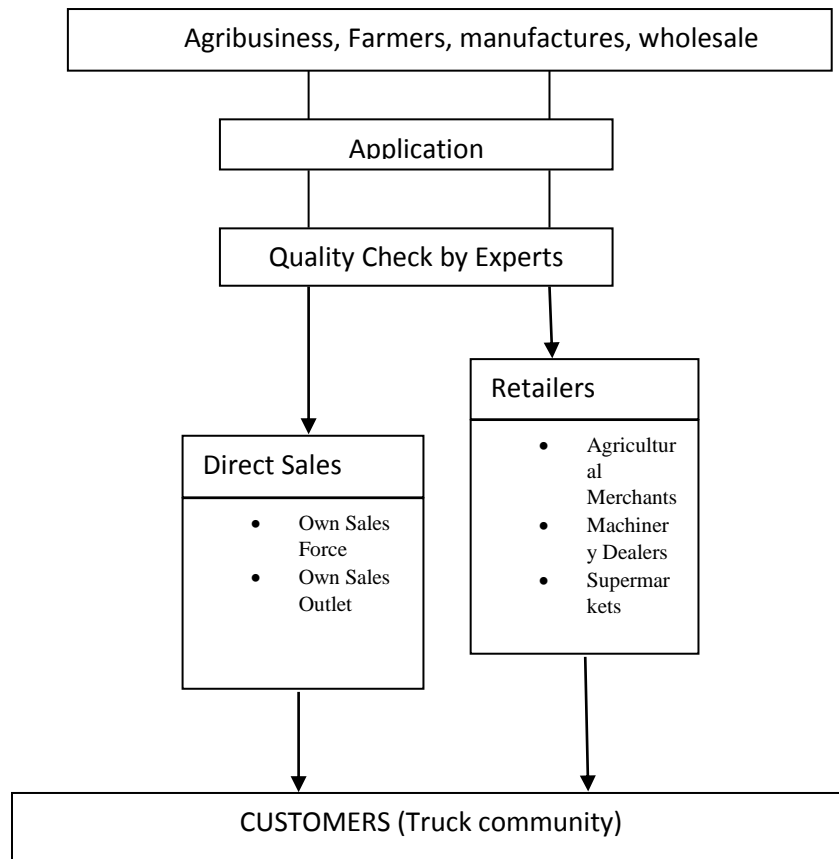 Agribusiness, Farmers, manufactures, wholesale
Application
Quality Check by Experts
Retailers
• Agricultur
al
Merchants
• Machiner
y Dealers
• Supermar
kets
Direct Sales
• Own Sales
Force
• Own Sales
Outlet
CUSTOMERS (Truck community)